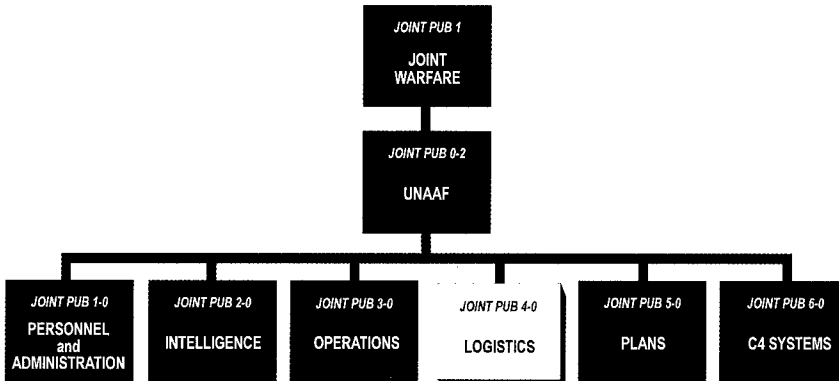 JOINT PUB 1
JOINT
WARFARE
JOINT PUB 0-2
UNAAF
JOINT PUB 1-0
PERSONNEL
and
ADMINISTRATION
JOINT PUB 2-0
INTELLIGENCE
JOINT PUB 3-0
OPERATIONS
JOINT PUB 4-0
LOGISTICS
JOINT PUB 5-0
PLANS
JOINT PUB 6-0
C4 SYSTEMS